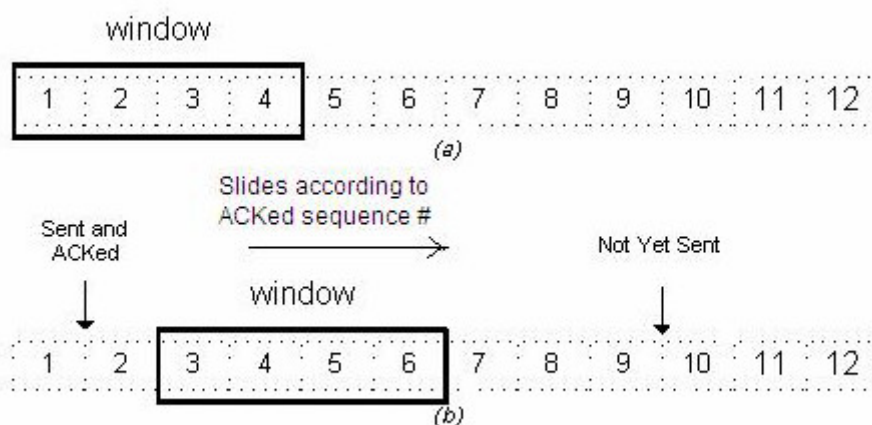 window
1 2 3 4 5 6 7 8 9 10 11 12
(a)
Slides according to
ACKed sequence #
Sent and
ACKed
Not Yet Sent
window
1 2 3 4 5 6 7 8 9 10 11 12
(b)